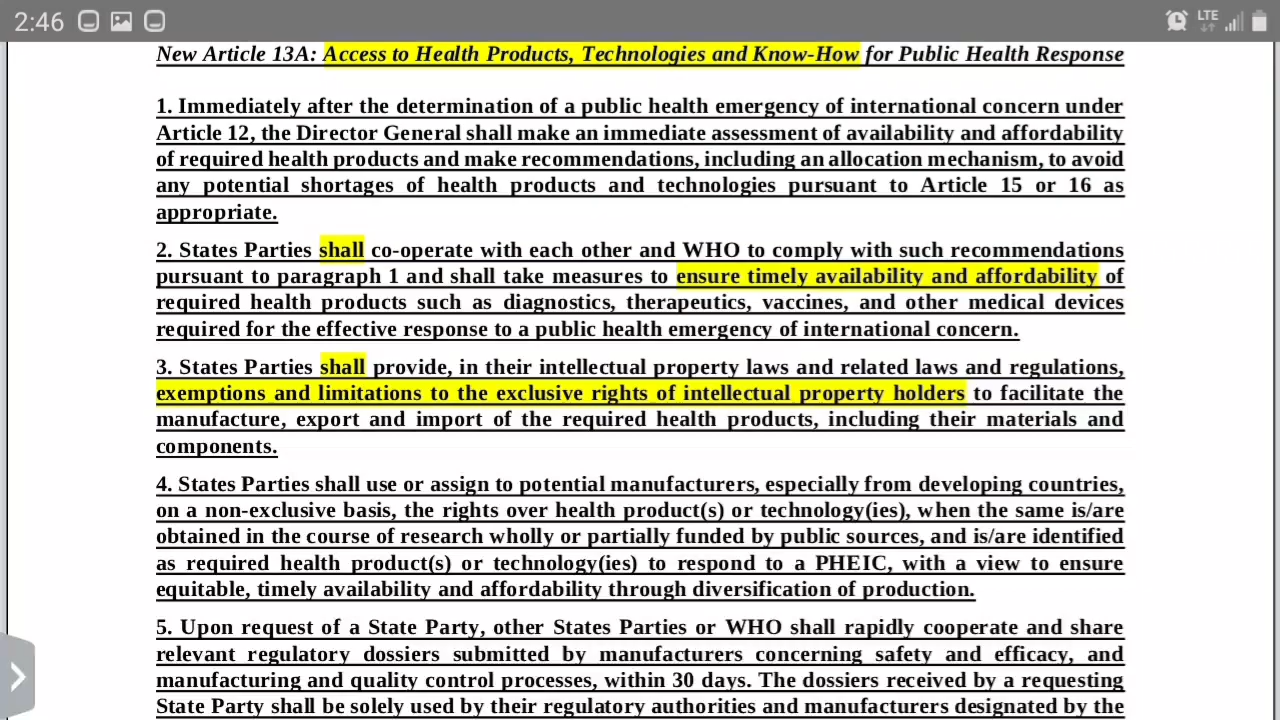 2:46
LTE
New Article 13A: Access to Health Products, Technologies and Know-How for Public Health Response
1. Immediately after the determination of a public health emergency of international concern under
Article 12, the Director General shall make an immediate assessment of availability and affordability
of required health products and make recommendations, including an allocation mechanism, to avoid
any potential shortages of health products and technologies pursuant to Article 15 or 16 as
appropriate.
2. States Parties shall co-operate with each other and WHO to comply with such recommendations
pursuant to paragraph 1 and shall take measures to ensure timely availability and affordability of
required health products such as diagnostics, therapeutics, vaccines, and other medical devices
required for the effective response to a public health emergency of international concern.
3. States Parties shall provide, in their intellectual property laws and related laws and regulations,
exemptions and limitations to the exclusive rights of intellectual property holders to facilitate the
manufacture, export and import of the required health products, including their materials and
components.
4. States Parties shall use or assign to potential manufacturers, especially from developing countries,
on a non-exclusive basis, the rights over health product(s) or technology(ies), when the same is/are
obtained in the course of research wholly or partially funded by public sources, and is/are identified
as required health product(s) or technology(ies) to respond to a PHEIC, with a view to ensure
equitable, timely availability and affordability through diversification of production.
5. Upon request of a State Party, other States Parties or WHO shall rapidly cooperate and share
relevant regulatory dossiers submitted by manufacturers concerning safety and efficacy, and
manufacturing and quality control processes, within 30 days. The dossiers received by a requesting
State Party shall be solely used by their regulatory authorities and manufacturers designated by the